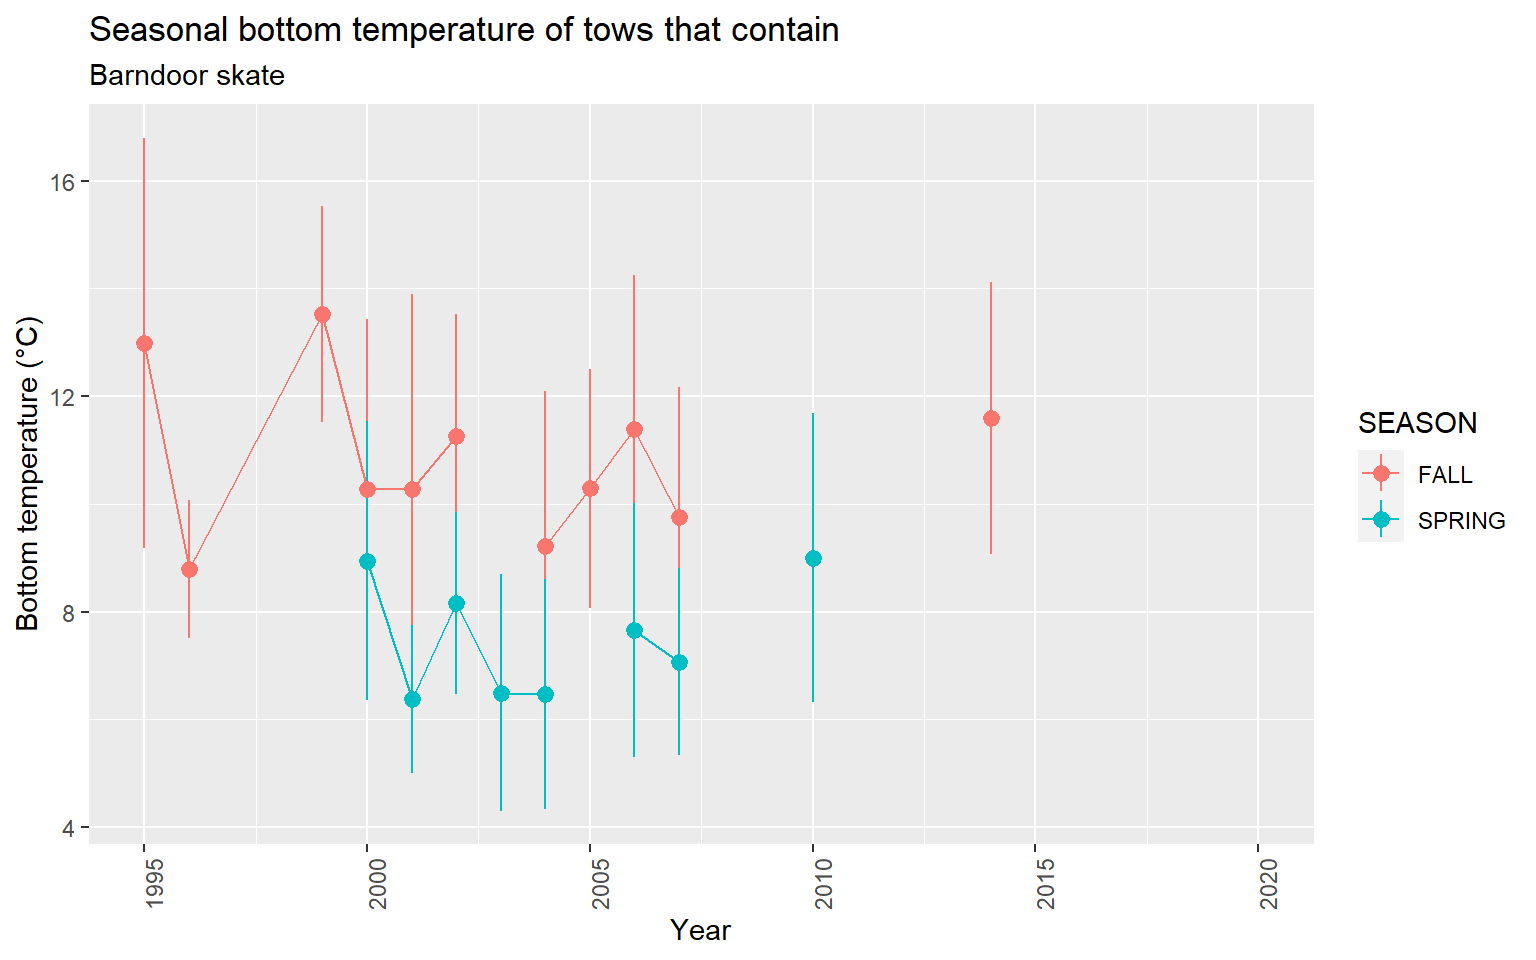 Seasonal bottom temperature of tows that contain
Barndoor skate
Bottom temperature (°C)
16
12
8
4
1995
2000
2005
2010
2015
2020
Year
SEASON
FALL
SPRING